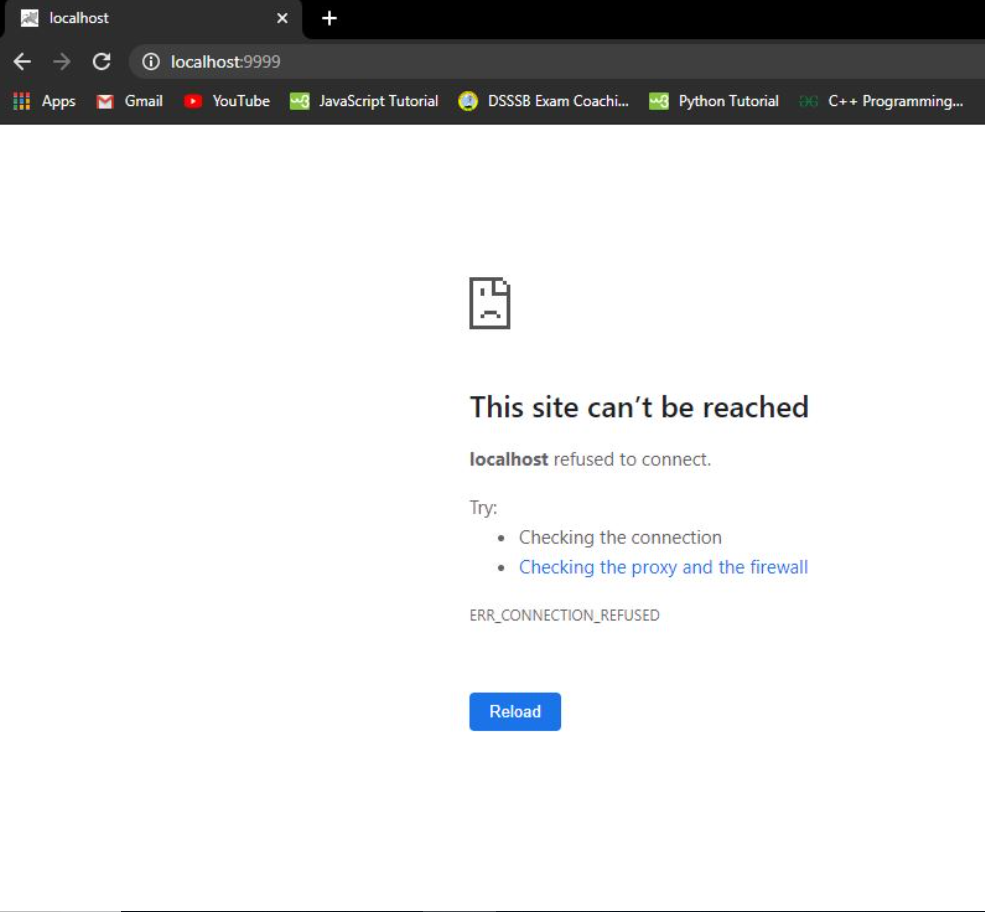 localhost
localhost:9999
Apps Gmail YouTube JavaScript Tutorial DSSSB Exam Coachi... Python Tutorial C++ Programming...
This site can't be reached
localhost refused to connect.
Try:
• Checking the connection
• Checking the proxy and the firewall
ERR_CONNECTION_REFUSED
Reload